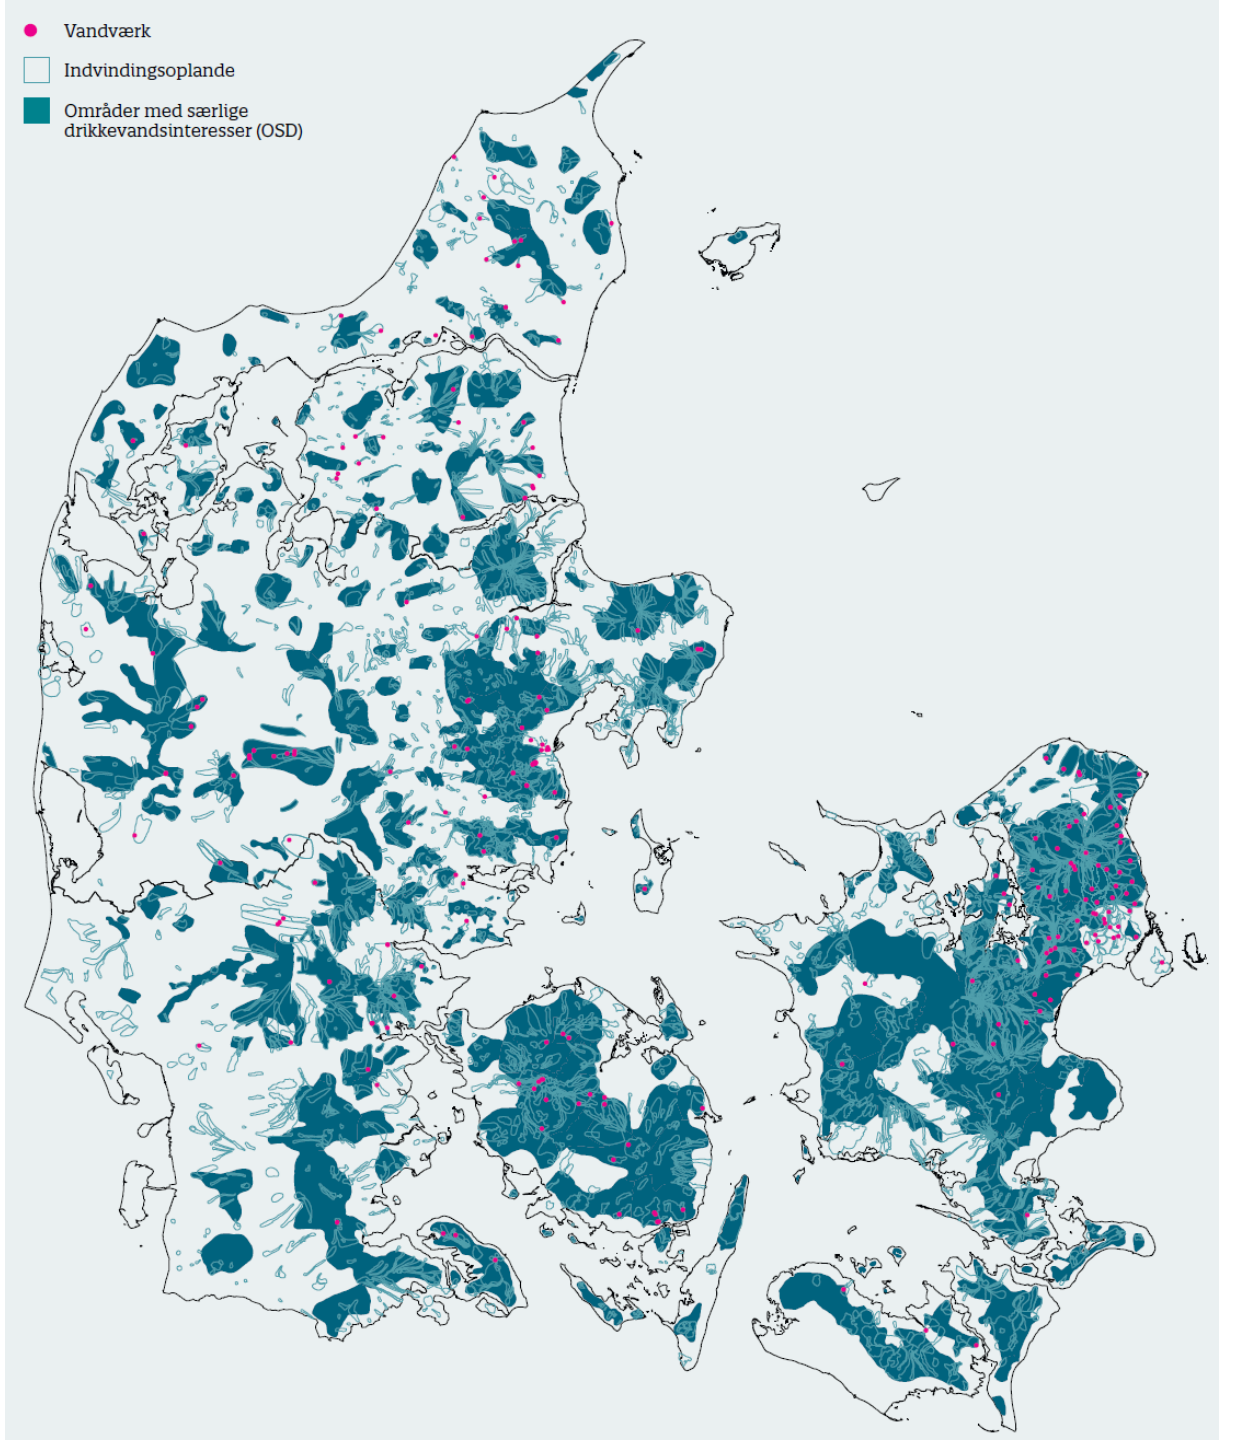 Vandværk
Indvindingsoplande
Områder med særlige
drikkevandsinteresser (OSD)